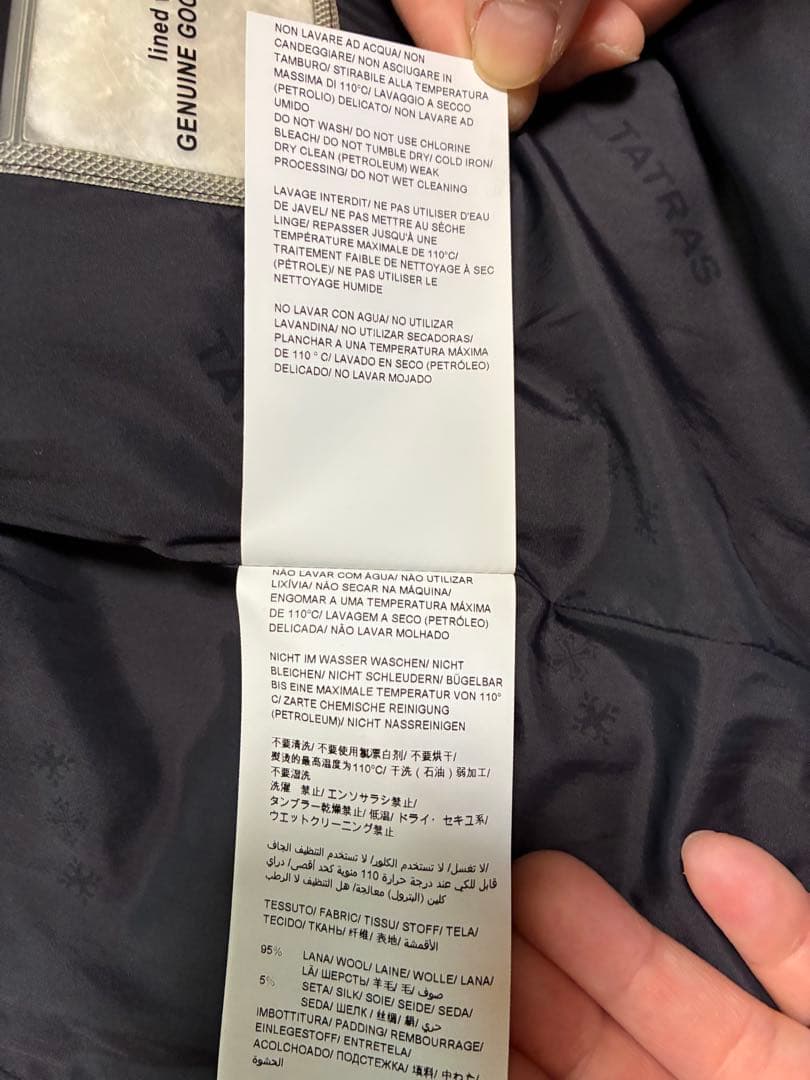 lined
GENUINE GOO
TATRAS
NON LAVARE AD ACQUA/ NON
CANDEGGIARE/ NON ASCIUGARE IN
TAMBURO/ STIRABILE ALLA TEMPERATURA
MASSIMA DI 110°C/ LAVAGGIO A SECCO
(PETROLIO) DELICATO/ NON LAVARE AD
UMIDO
DO NOT WASH/ DO NOT USE CHLORINE
BLEACH/ DO NOT TUMBLE DRY/ COLD IRON/
DRY CLEAN (PETROLEUM) WEAK
PROCESSING/ DO NOT WET CLEANING
LAVAGE INTERDIT/ NE PAS UTILISER D'EAU
DE JAVEL/ NE PAS METTRE AU SÈCHE
LINGE/ REPASSER JUSQU'À UNE
TEMPÉRATURE MAXIMALE DE 110°C/
TRAITEMENT FAIBLE DE NETTOYAGE À SEC
(PÉTROLE)/ NE PAS UTILISER LE
NETTOYAGE HUMIDE
NO LAVAR CON AGUA/ NO UTILIZAR
LAVANDINA/ NO UTILIZAR SECADORAS/
PLANCHAR A UNA TEMPERATURA MÁXIMA
DE 110 ° C/ LAVADO EN SECO (PETRÓLEO)
DELICADO/ NO LAVAR MOJADO
TA
NÃO LAVAR COM ÁGUA/ NÃO UTILIZAR
LIXÍVIA/ NÃO SECAR NA MÁQUINA/
ENGOMAR A UMA TEMPERATURA MÁXIMA
DE 110°C/ LAVAGEM A SECO (PETRÓLEO)
DELICADA/ NÃO LAVAR MOLHADO
NICHT IM WASSER WASCHEN/ NICHT
BLEICHEN/ NICHT SCHLEUDERN/ BÜGELBAR
BIS EINE MAXIMALE TEMPERATUR VON 110°
C/ ZARTE CHEMISCHE REINIGUNG
(PETROLEUM)/ NICHT NASSREINIGEN
不要清洗/ 不要使用氯漂白剂/ 不要烘干/
熨烫的最高温度为110°C/ 干洗 ( 石油 ) 弱加工/
不要湿洗
洗濯 禁止/ エンソサラシ禁止/
タンブラー乾燥禁止/ 低温/ ドライ・セキユ系/
ウエットクリーニング禁止
لا تغسل/ لا تستخدم الكلور/ لا تستخدم التنظيف الجاف/
قابل للكي عند درجة حرارة 110 مئوية كحد أقصى/ دراي
كلين (البترول) معالجة/ هل التنظيف لا الرطب
TESSUTO/ FABRIC/ TISSU/ STOFF/ TELA/
TECIDO/ ТКАНЬ/ 纤维/ 表地/ الأقمشة
95% LANA/ WOOL/ LAINE/ WOLLE/ LANA/
LÃ/ ШЕРСТЬ/ 羊毛/ 毛/ صوف
5% SETA/ SILK/ SOIE/ SEIDE/ SEDA/
SEDA/ ШЕЛК / 丝绸/ 絹/ حري
IMBOTTITURA/ PADDING/ REMBOURRAGE/
EINLEGESTOFF/ ENTRETELA/
ACOLCHOADO/ ПОДСТЕЖКА/ 填料/ 中わた/
الحشوة